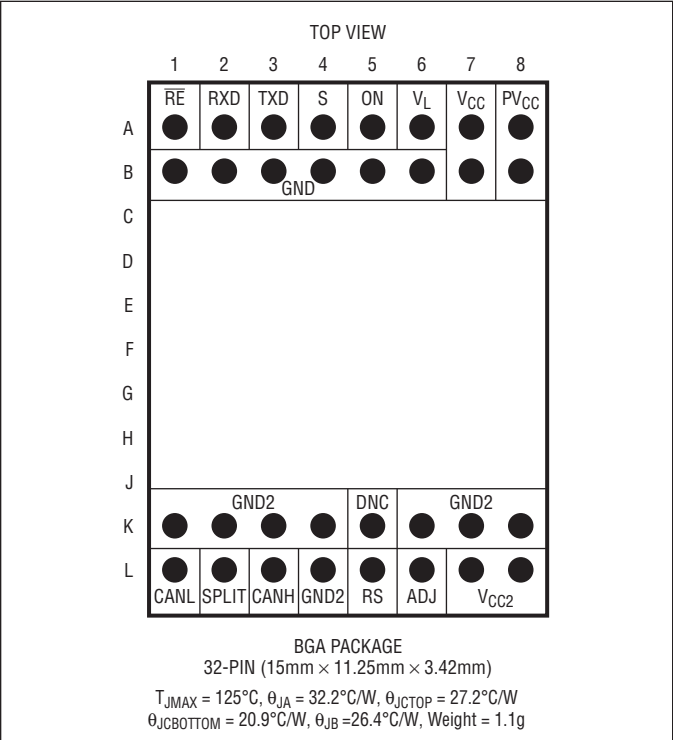 TOP VIEW
1 2 3 4 5 6 7 8
R̅E̅ RXD TXD S ON VL VCC PVCC
A
B
GND
C
D
E
F
G
H
J
GND2 DNC GND2
K
L
CANL SPLIT CANH GND2 RS ADJ VCC2
BGA PACKAGE
32-PIN (15mm × 11.25mm × 3.42mm)
TJMAX = 125°C, θJA = 32.2°C/W, θJCTOP = 27.2°C/W
θJCBOTTOM = 20.9°C/W, θJB =26.4°C/W, Weight = 1.1g